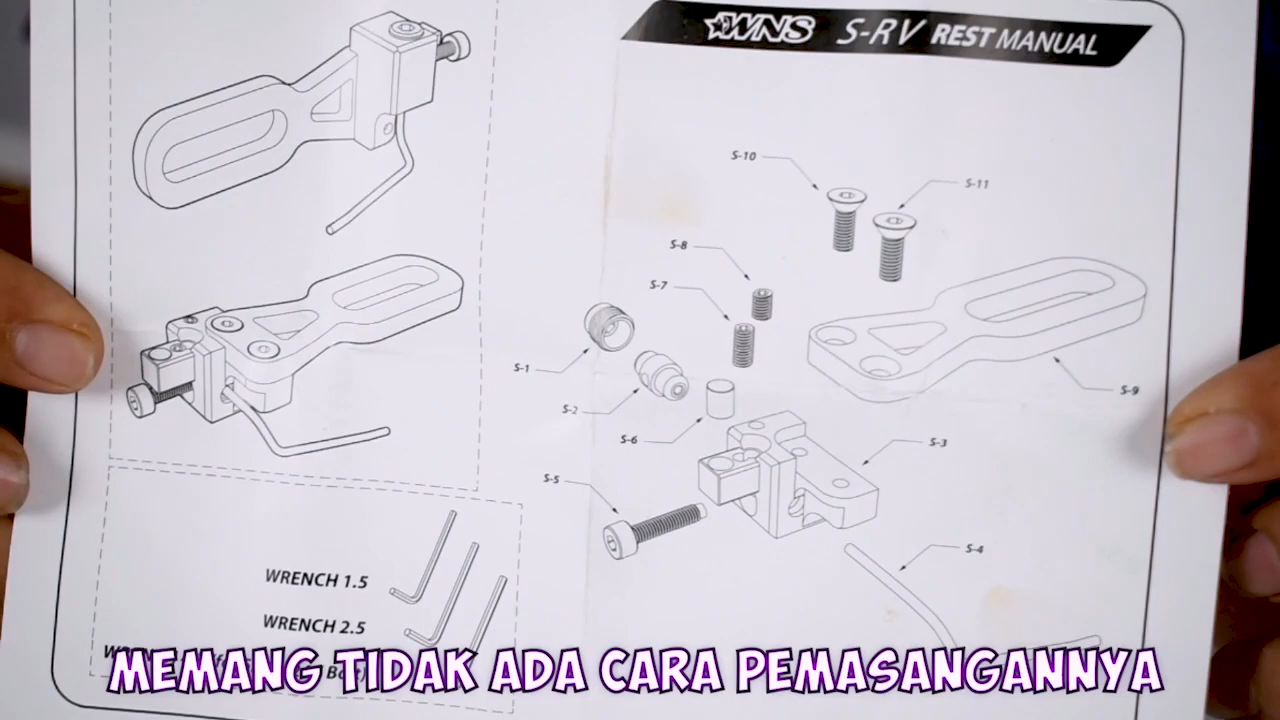 WNS S-RV REST MANUAL
S-10
S-11
S-8
S-7
S-1
S-9
S-2
S-6
S-3
S-5
S-4
WRENCH 1.5
WRENCH 2.5
MEMANG TIDAK ADA CARA PEMASANGANNYA